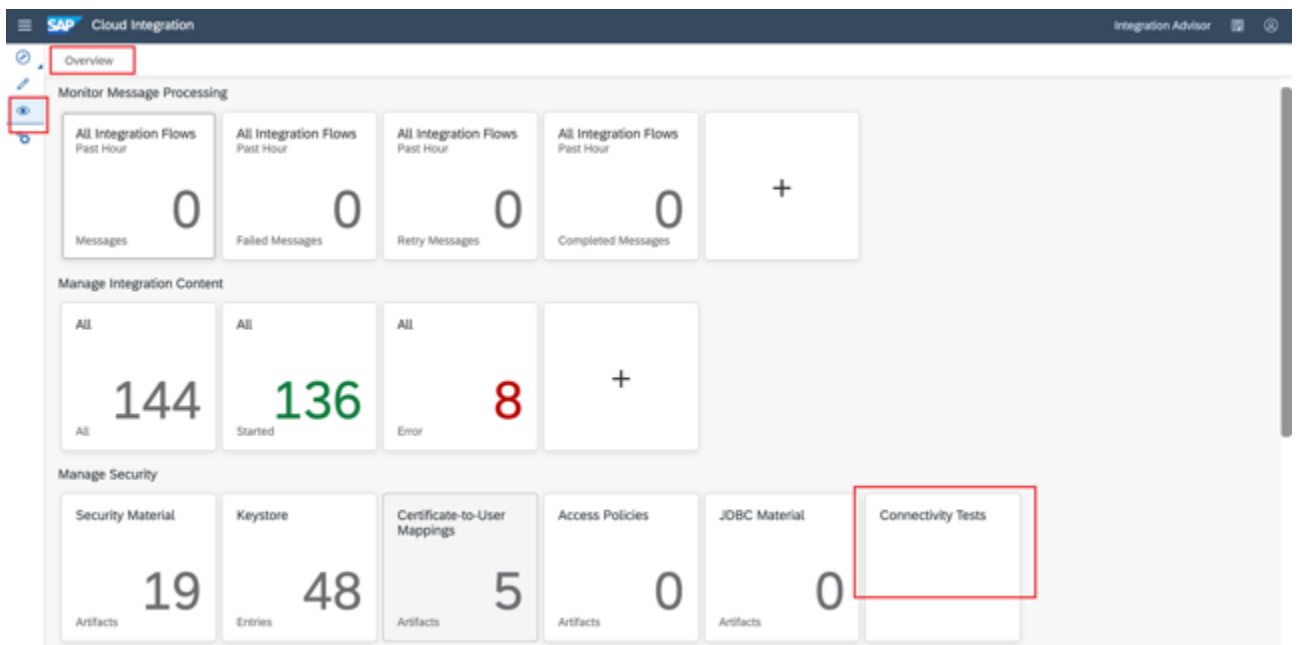 SAP Cloud Integration
Integration Advisor
Overview
Monitor Message Processing
All Integration Flows
Past Hour
0
Messages
All Integration Flows
Past Hour
0
Failed Messages
All Integration Flows
Past Hour
0
Retry Messages
All Integration Flows
Past Hour
0
Completed Messages
+
Manage Integration Content
All
144
All
All
136
Started
All
8
Error
+
Manage Security
Security Material
19
Artifacts
Keystore
48
Entries
Certificate-to-User
Mappings
5
Artifacts
Access Policies
0
Artifacts
JDBC Material
0
Artifacts
Connectivity Tests